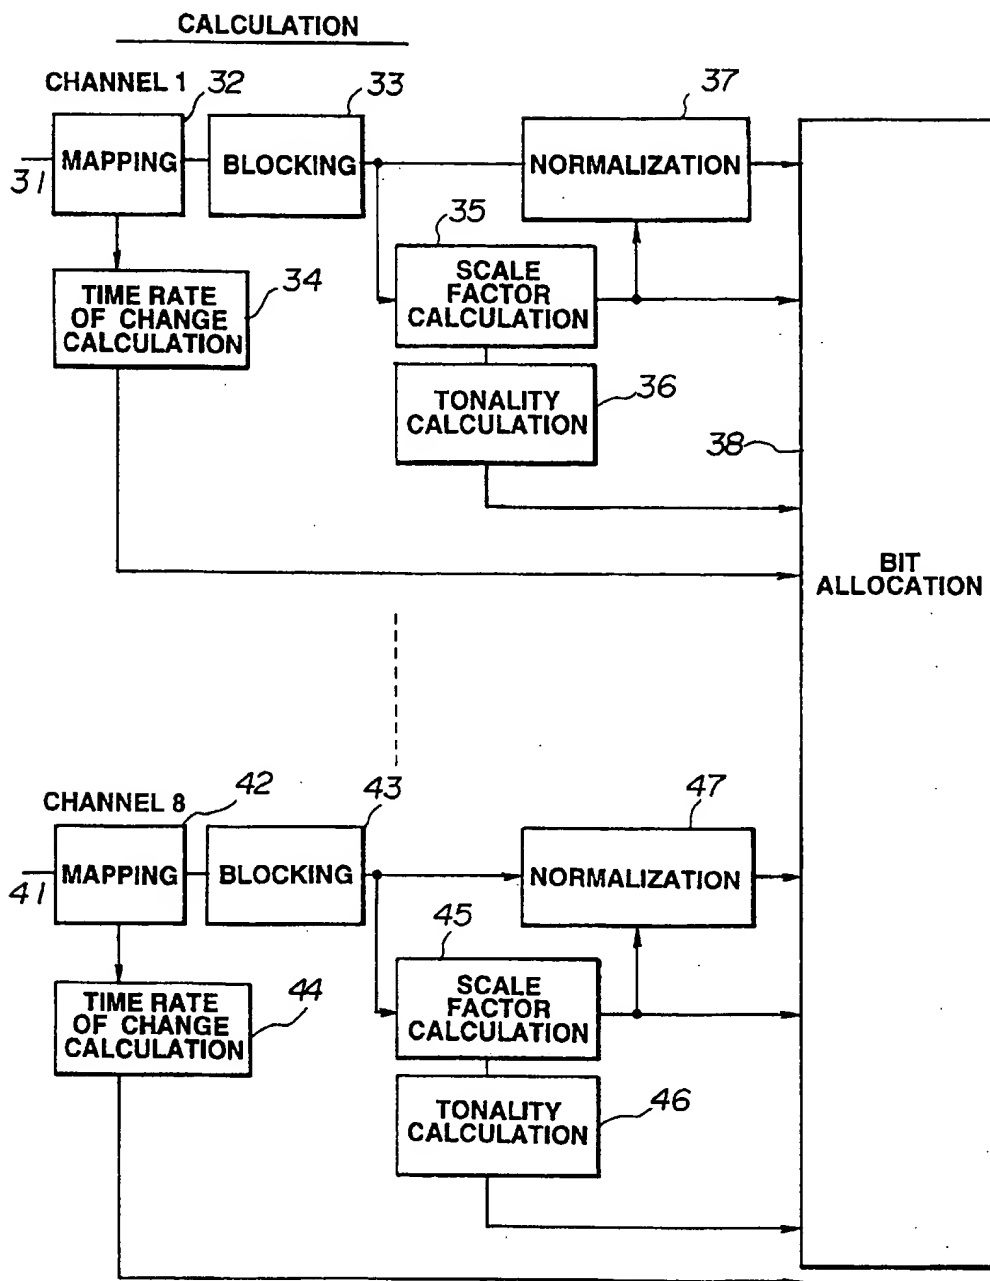 CALCULATION
CHANNEL 1
32
33
37
31
MAPPING
BLOCKING
NORMALIZATION
35
34
TIME RATE
OF CHANGE
CALCULATION
SCALE
FACTOR
CALCULATION
36
TONALITY
CALCULATION
38
BIT
ALLOCATION
CHANNEL 8
42
43
47
41
MAPPING
BLOCKING
NORMALIZATION
45
44
TIME RATE
OF CHANGE
CALCULATION
SCALE
FACTOR
CALCULATION
46
TONALITY
CALCULATION